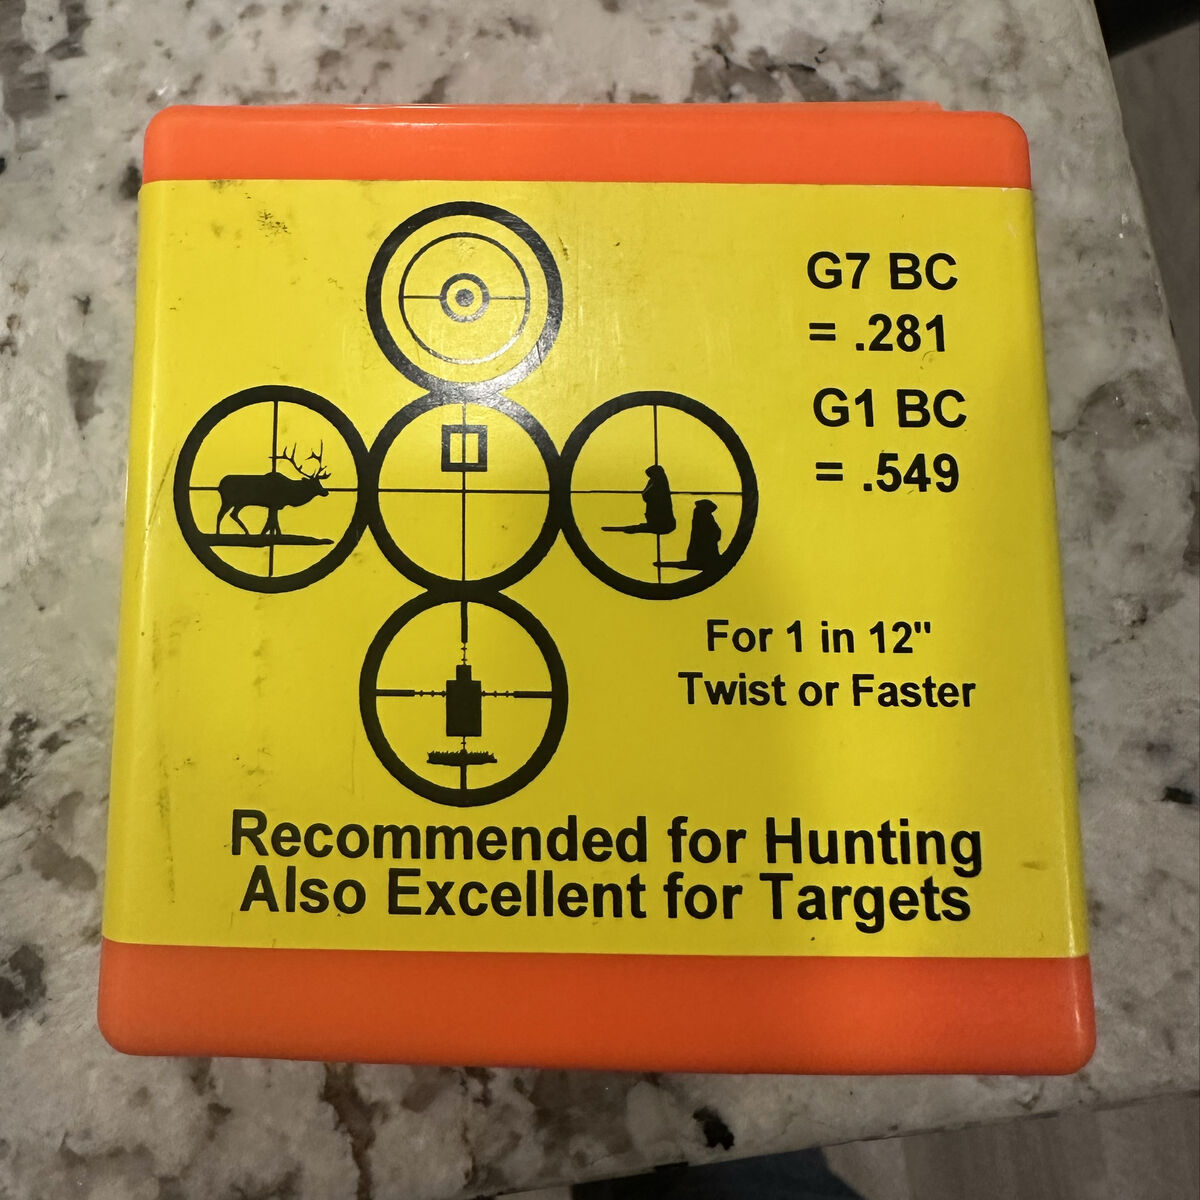 G7 BC
= .281
G1 BC
= .549
For 1 in 12"
Twist or Faster
Recommended for Hunting
Also Excellent for Targets